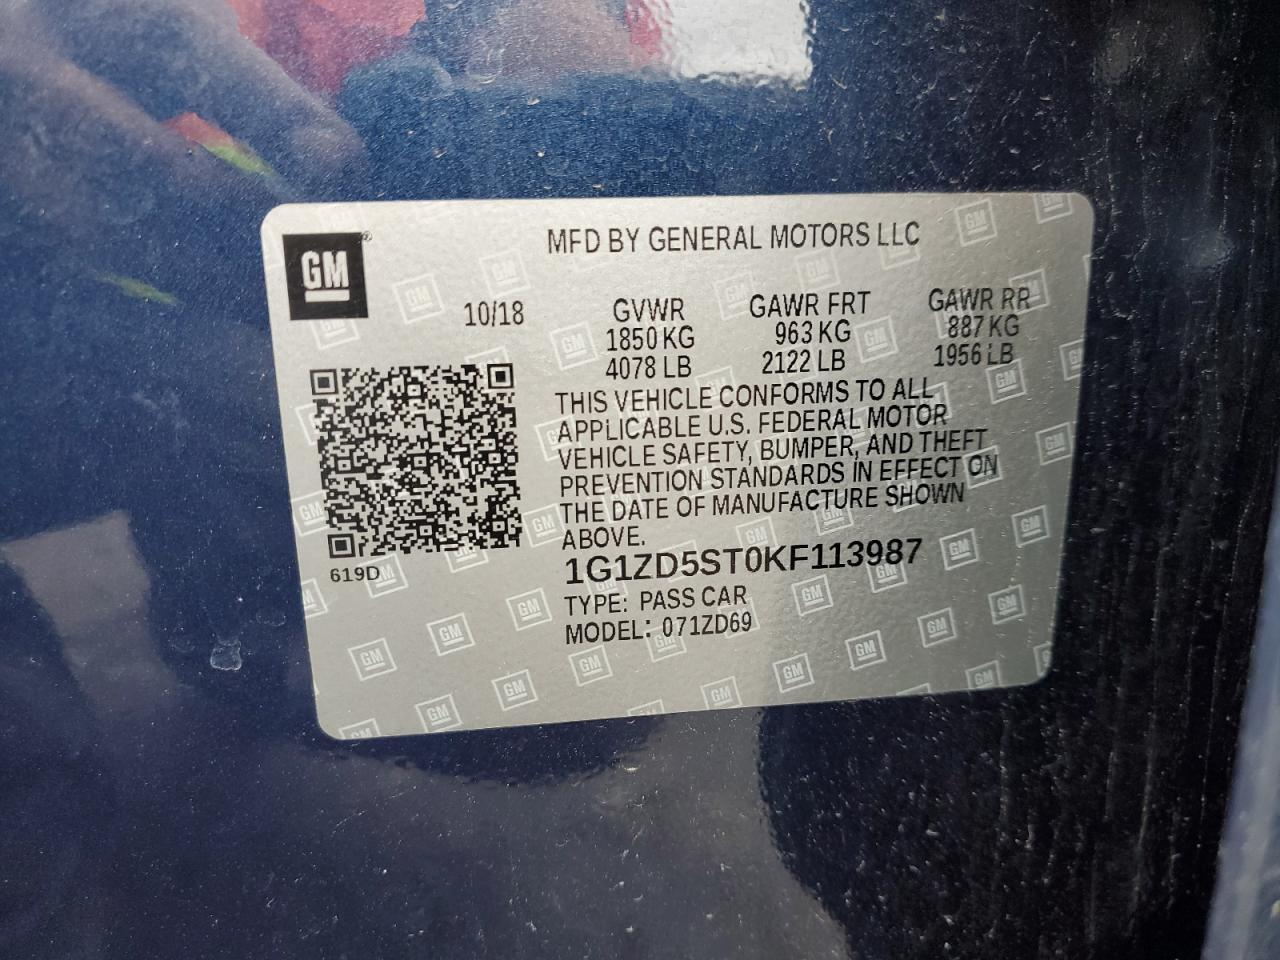 GM
MFD BY GENERAL MOTORS LLC
10/18
GVWR GAWR FRT GAWR RR
1850 KG 963 KG 887 KG
4078 LB 2122 LB 1956 LB
THIS VEHICLE CONFORMS TO ALL
APPLICABLE U.S. FEDERAL MOTOR
VEHICLE SAFETY, BUMPER, AND THEFT
PREVENTION STANDARDS IN EFFECT ON
THE DATE OF MANUFACTURE SHOWN
ABOVE.
619D
1G1ZD5ST0KF113987
TYPE: PASS CAR
MODEL: 071ZD69